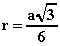 r = a√3/6